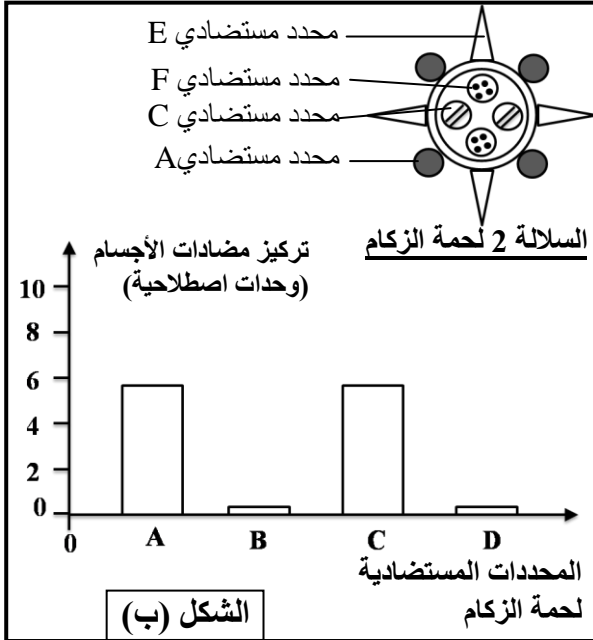 محدد مستضادي E
محدد مستضادي F
محدد مستضادي C
محدد مستضاديA
السلالة 2 لحمة الزكام
تركيز مضادات الأجسام
(وحدات اصطلاحية)
10
8
6
4
2
0
0
A B C D
المحددات المستضادية
لحمة الزكام
الشكل (ب)